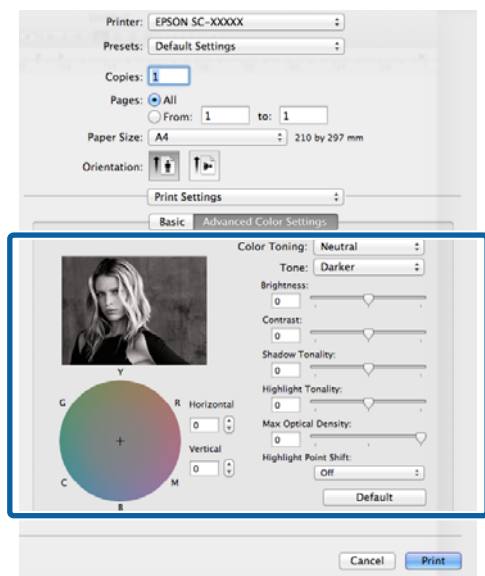 Printer: EPSON SC-XXXXX
Presets: Default Settings
Copies: 1
Pages: All
From: 1 to: 1
Paper Size: A4 210 by 297 mm
Orientation:
Print Settings
Basic Advanced Color Settings
Color Toning: Neutral
Tone: Darker
Brightness:
0
Contrast:
0
Shadow Tonality:
0
Highlight Tonality:
0
Max Optical Density:
0
Highlight Point Shift:
Off
Default
Y
G R
C M
B
Horizontal
0
Vertical
0
Cancel Print